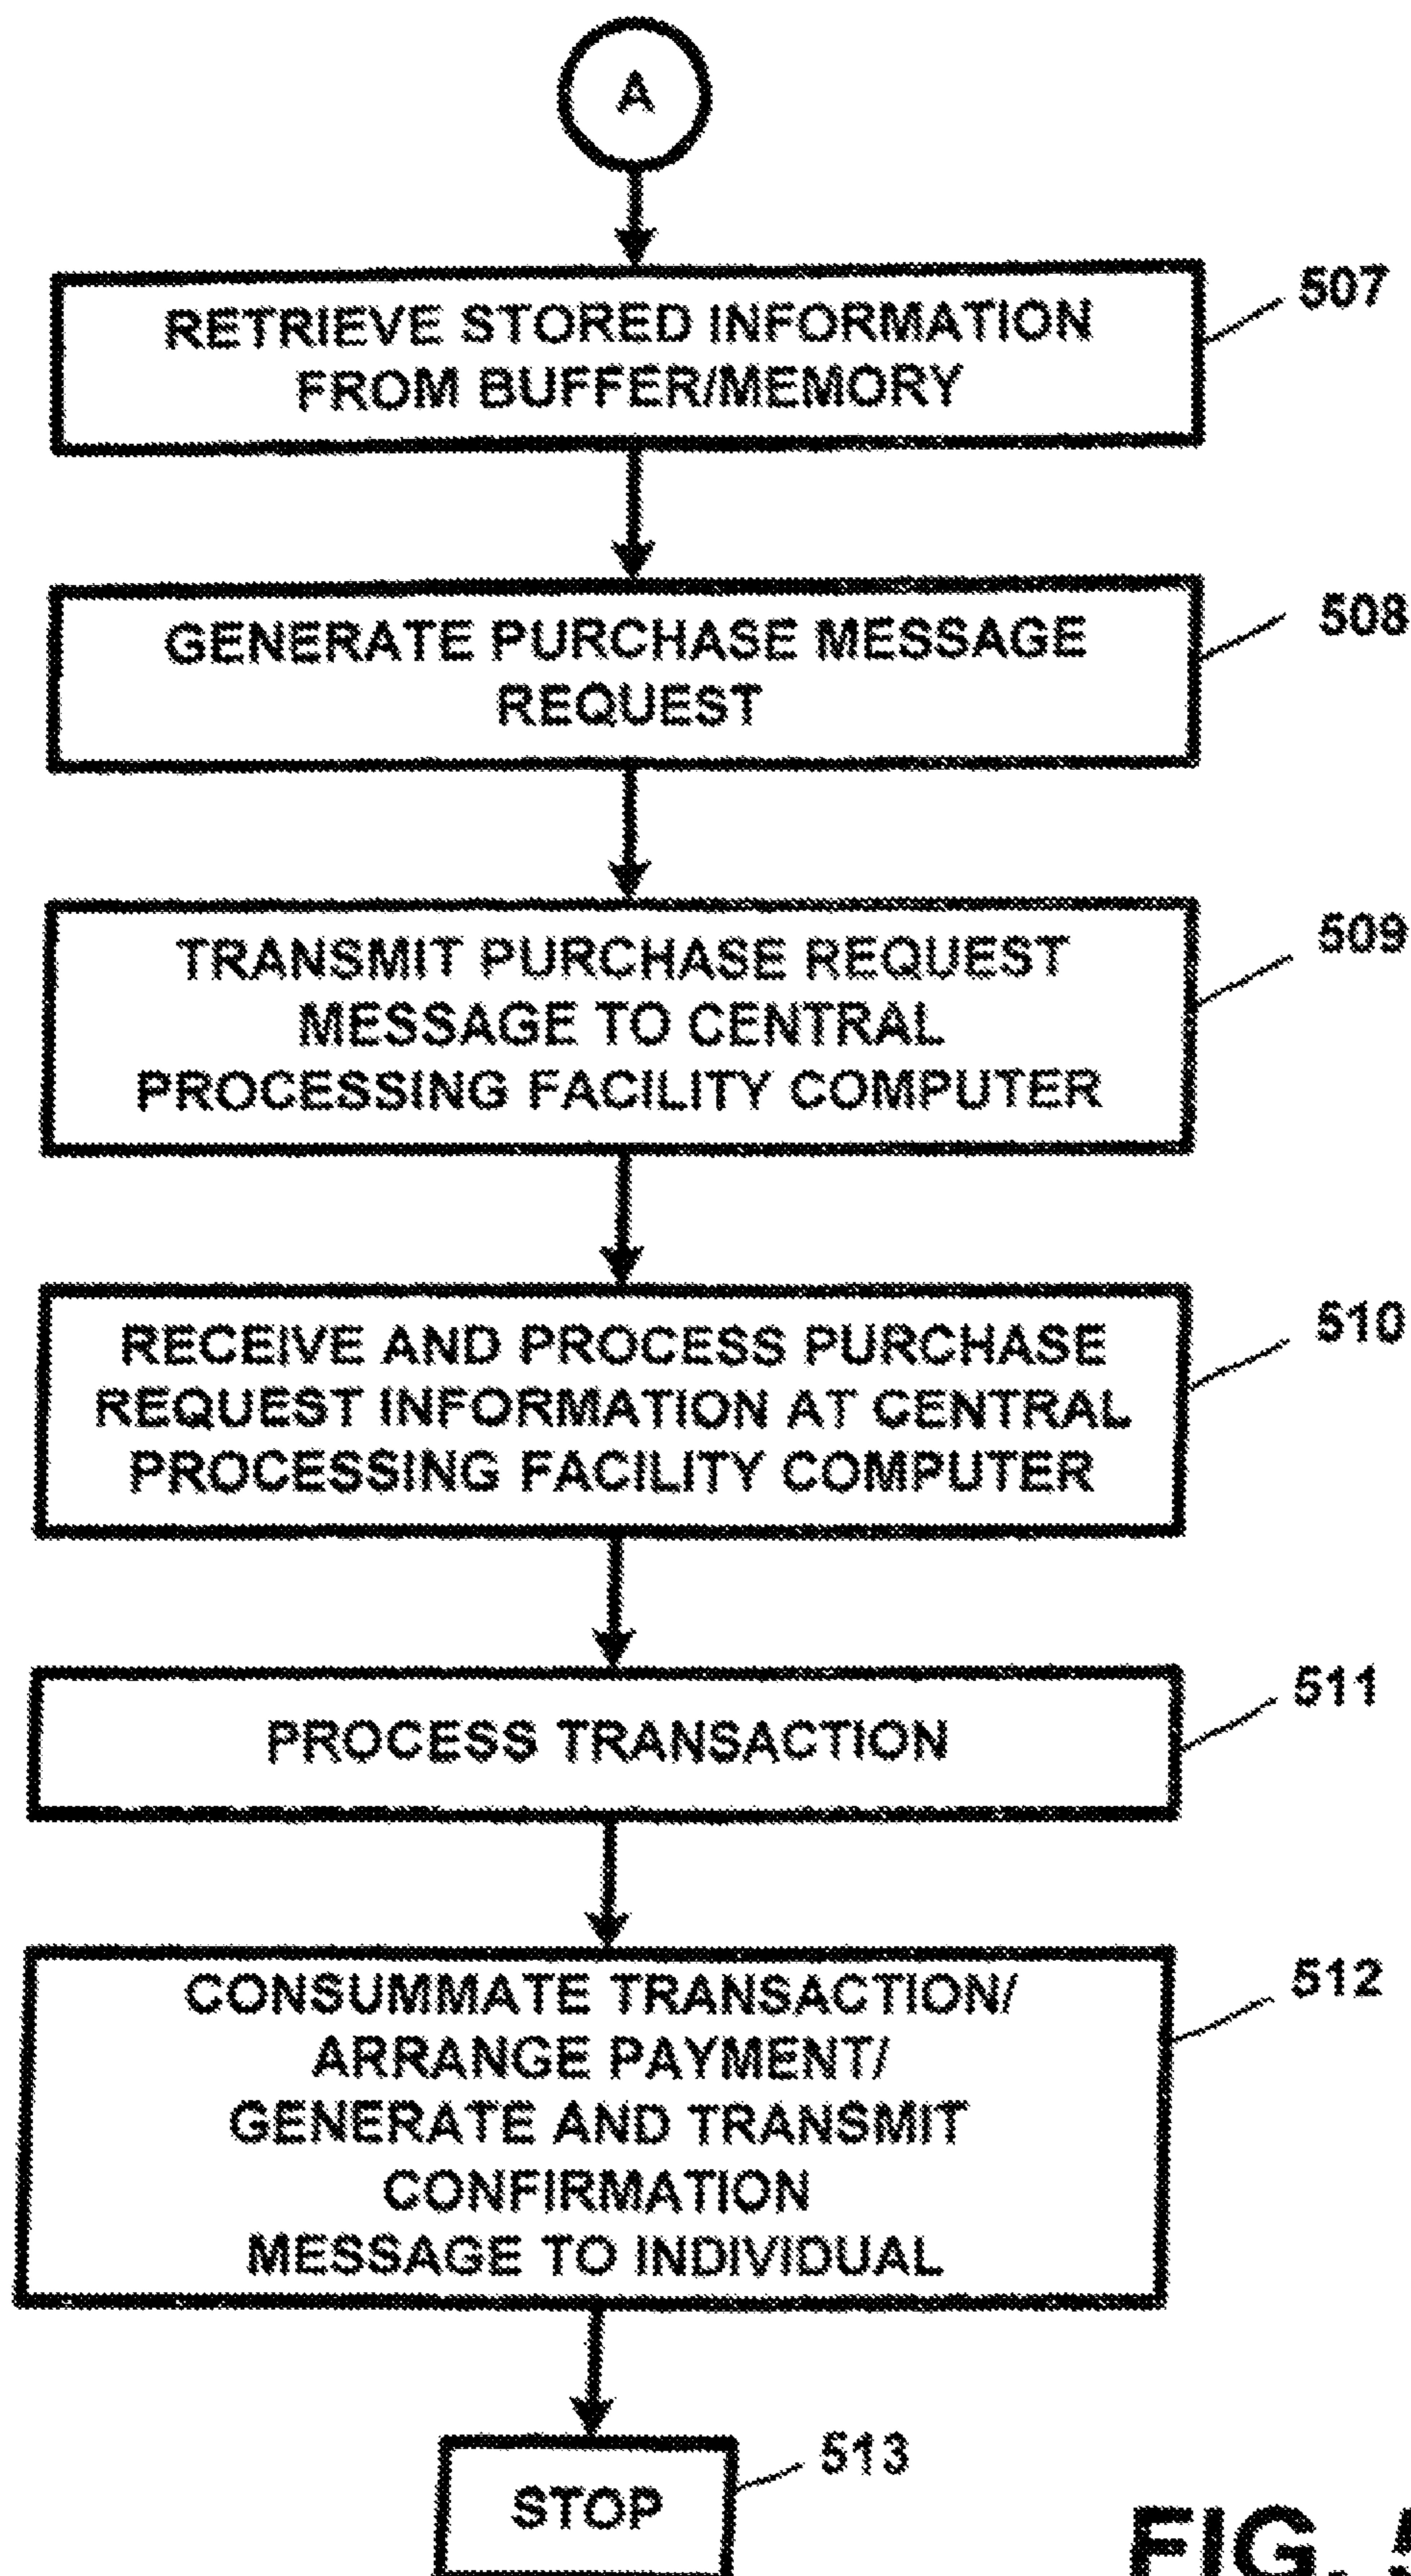 A
RETRIEVE STORED INFORMATION
FROM BUFFER/MEMORY
507
GENERATE PURCHASE MESSAGE
REQUEST
508
TRANSMIT PURCHASE REQUEST
MESSAGE TO CENTRAL
PROCESSING FACILITY COMPUTER
509
RECEIVE AND PROCESS PURCHASE
REQUEST INFORMATION AT CENTRAL
PROCESSING FACILITY COMPUTER
510
PROCESS TRANSACTION
511
CONSUMMATE TRANSACTION/
ARRANGE PAYMENT/
GENERATE AND TRANSMIT
CONFIRMATION
MESSAGE TO INDIVIDUAL
512
STOP
513
FIG. 5